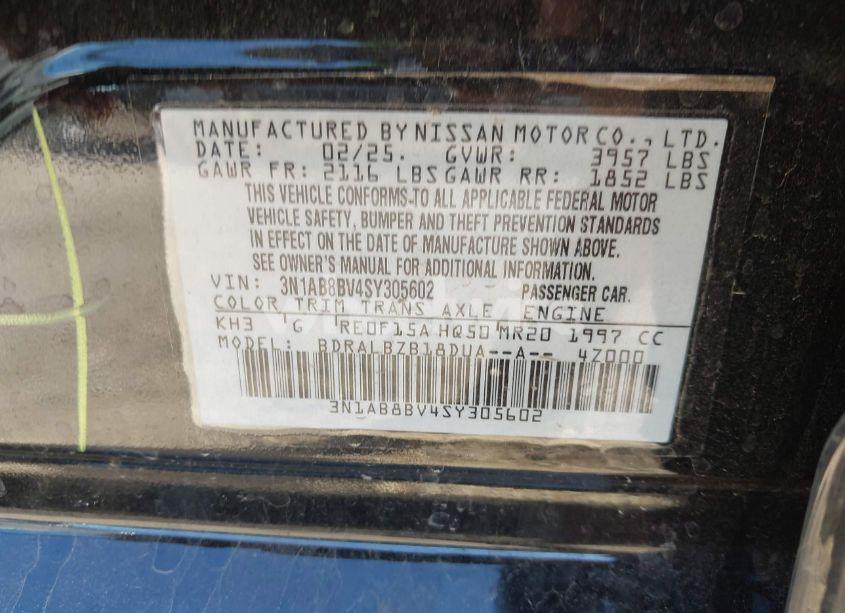 MANUFACTURED BY NISSAN MOTOR CO., LTD.
DATE: 02/25. GVWR: 3957 LBS
GAWR FR: 2116 LBS GAWR RR: 1852 LBS
THIS VEHICLE CONFORMS TO ALL APPLICABLE FEDERAL MOTOR
VEHICLE SAFETY, BUMPER AND THEFT PREVENTION STANDARDS
IN EFFECT ON THE DATE OF MANUFACTURE SHOWN ABOVE.
SEE OWNER'S MANUAL FOR ADDITIONAL INFORMATION.
VIN: 3N1AB8BV4SY305602 PASSENGER CAR.
COLOR TRIM TRANS AXLE ENGINE
KH3 G RE0F15A HQ50 MR20 1997 CC
MODEL: BDRALBZB18DUA--A-- 4Z000
3N1AB8BV4SY305602